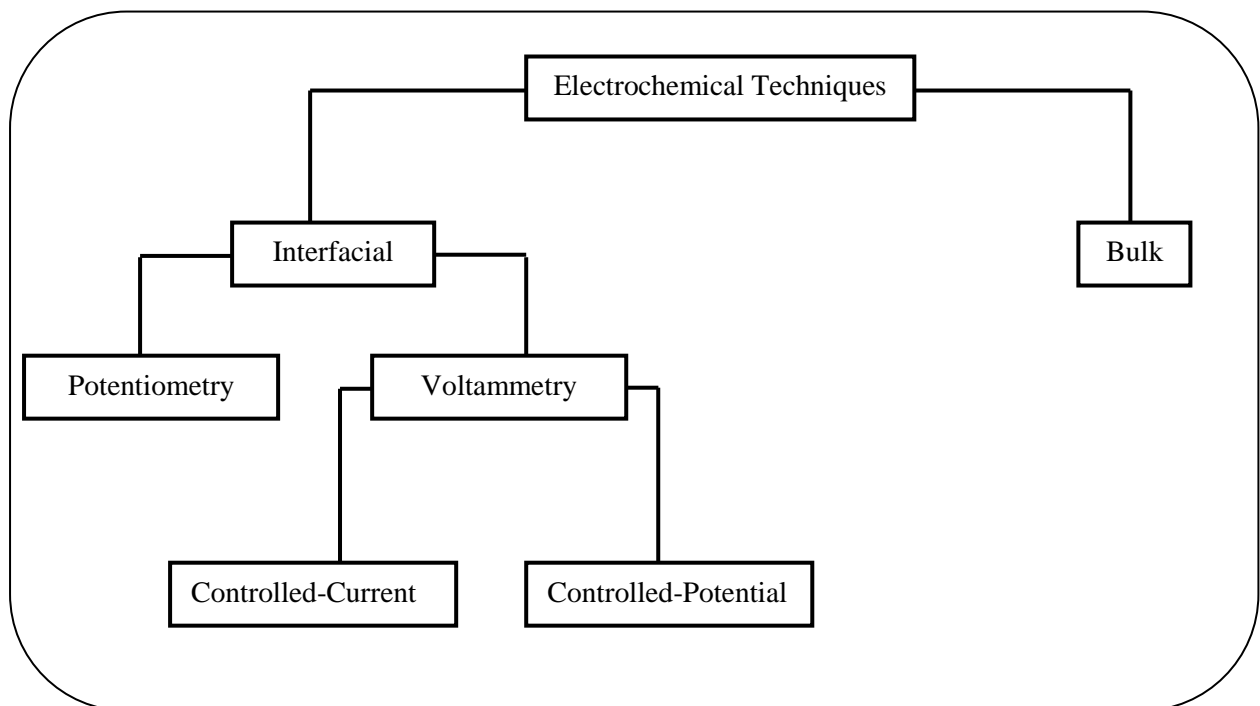 Electrochemical Techniques
Interfacial
Bulk
Potentiometry
Voltammetry
Controlled-Current
Controlled-Potential